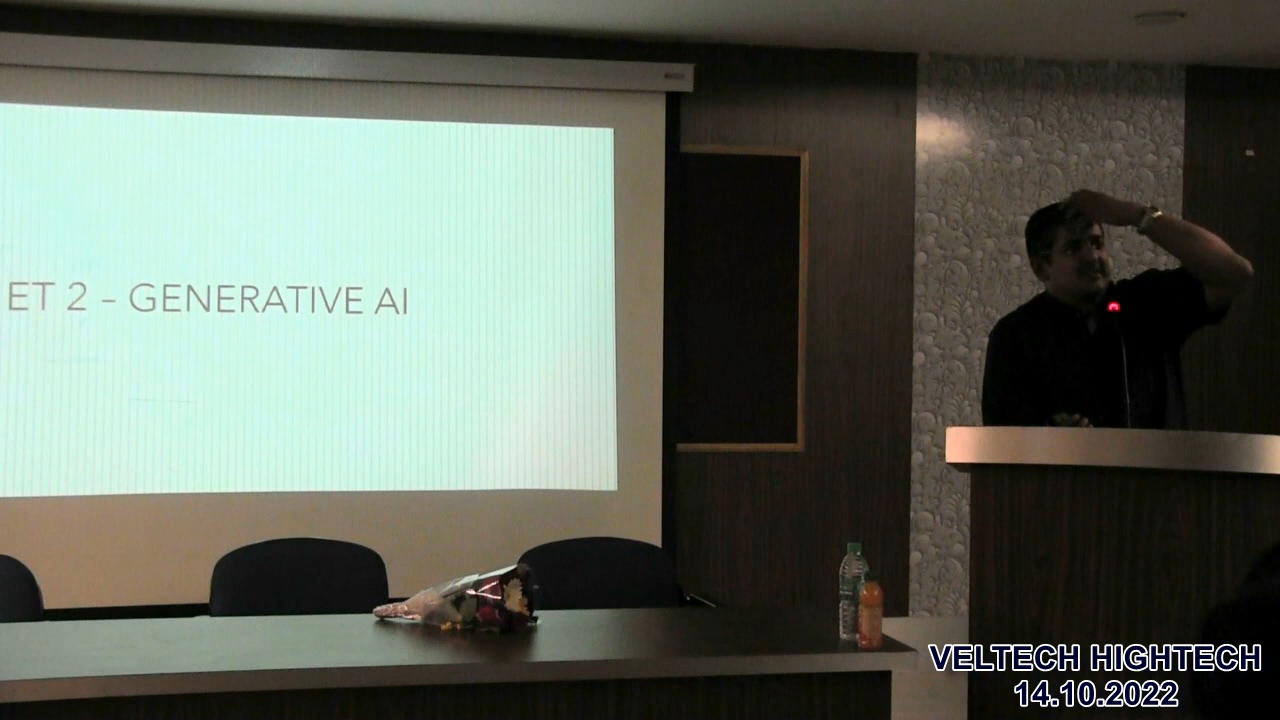 ET 2 – GENERATIVE AI
VELTECH HIGHTECH
14.10.2022